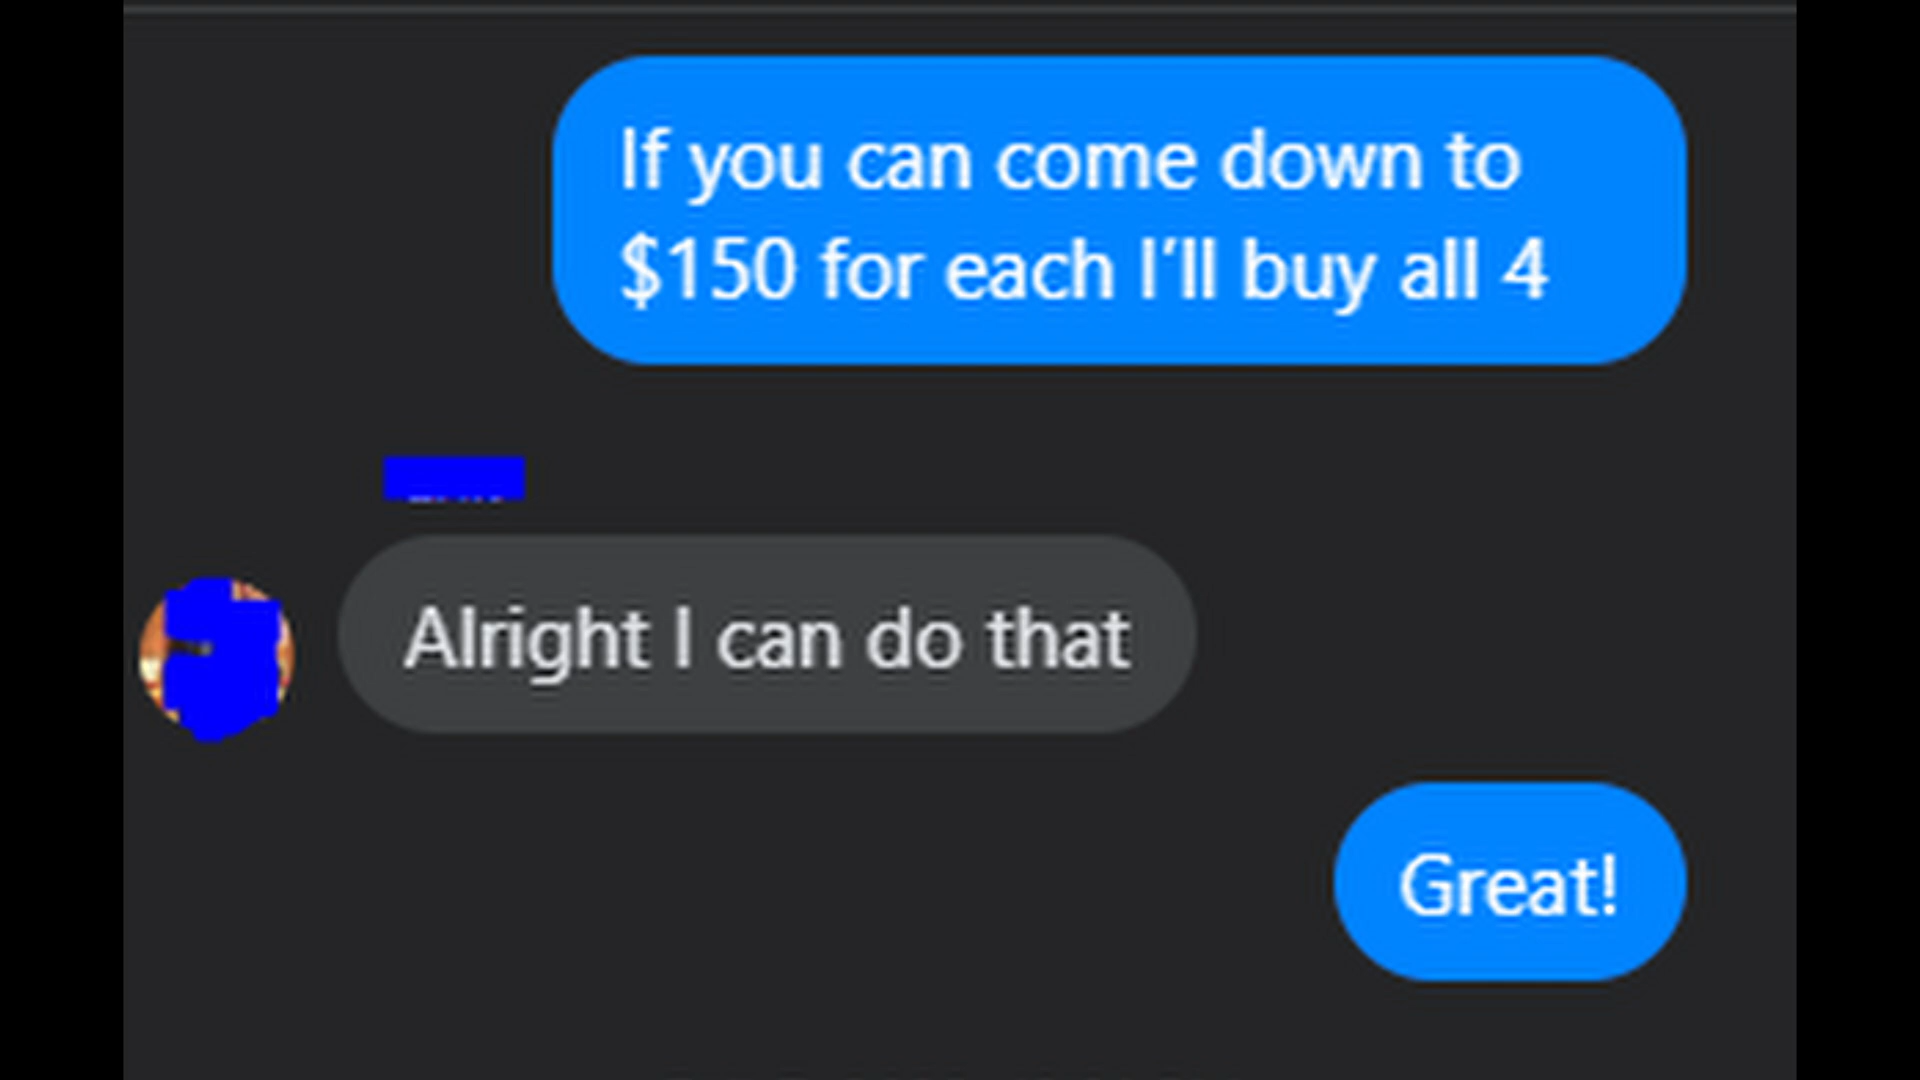 If you can come down to
$150 for each I'll buy all 4
Alright I can do that
Great!